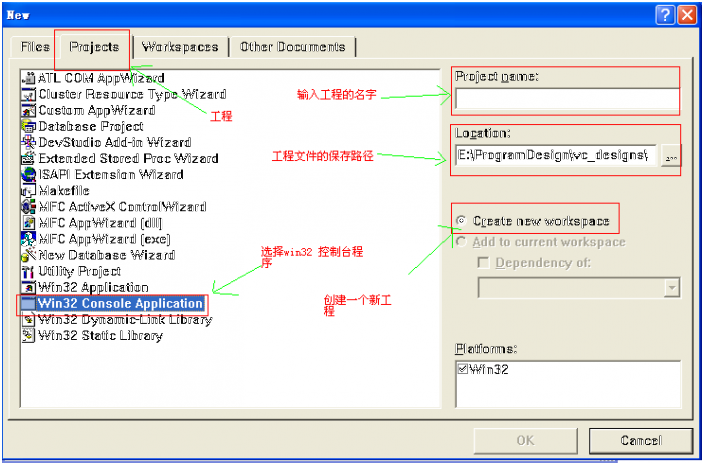 New
Files
Projects
Workspaces
Other Documents
ATL COM AppWizard
Cluster Resource Type Wizard
Custom AppWizard
Database Project
DevStudio Add-in Wizard
Extended Stored Proc Wizard
ISAPI Extension Wizard
Makefile
MFC ActiveX ControlWizard
MFC AppWizard (dll)
MFC AppWizard (exe)
New Database Wizard
Utility Project
Win32 Application
Win32 Console Application
Win32 Dynamic-Link Library
Win32 Static Library
工程
输入工程的名字
工程文件的保存路径
选择win32 控制台程
序
创建一个新工
程
Project name:
Location:
E:\ProgramDesign\vc_designs\
...
Create new workspace
Add to current workspace
Dependency of:
Platforms:
Win32
OK
Cancel